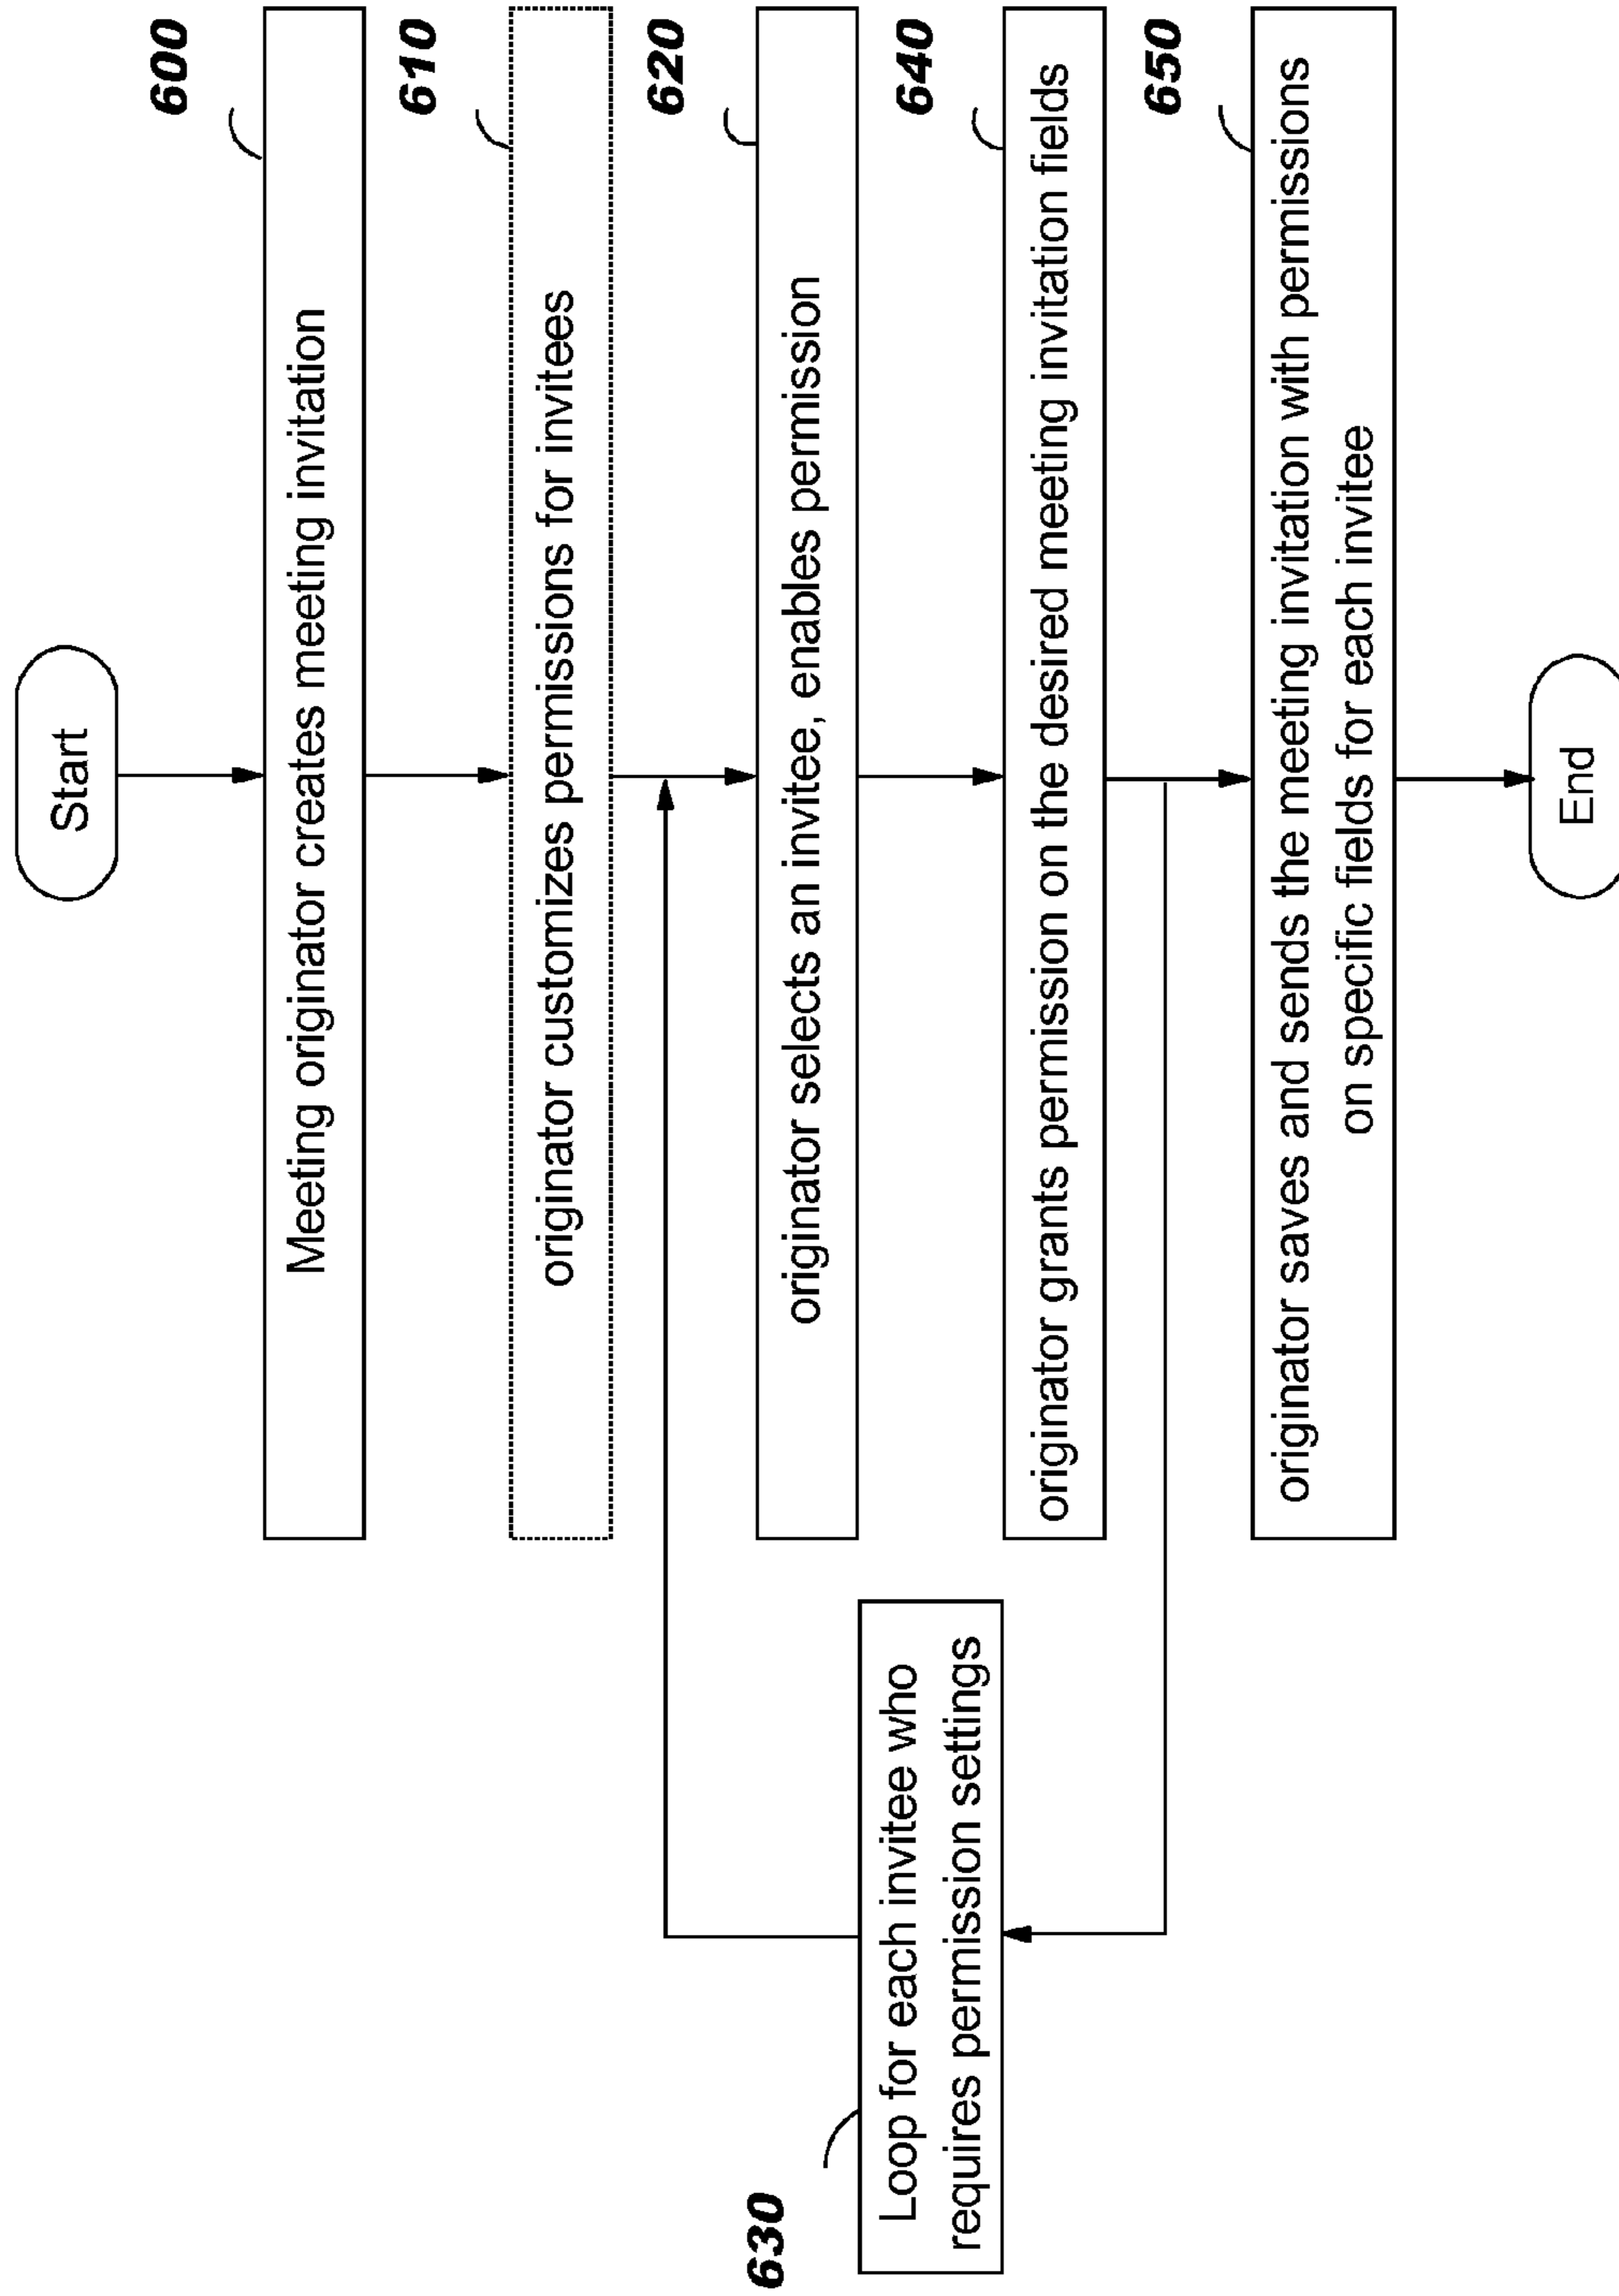 Start
600
Meeting originator creates meeting invitation
610
originator customizes permissions for invitees
620
originator selects an invitee, enables permission
630
Loop for each invitee who
requires permission settings
640
originator grants permission on the desired meeting invitation fields
650
originator saves and sends the meeting invitation with permissions
on specific fields for each invitee
End